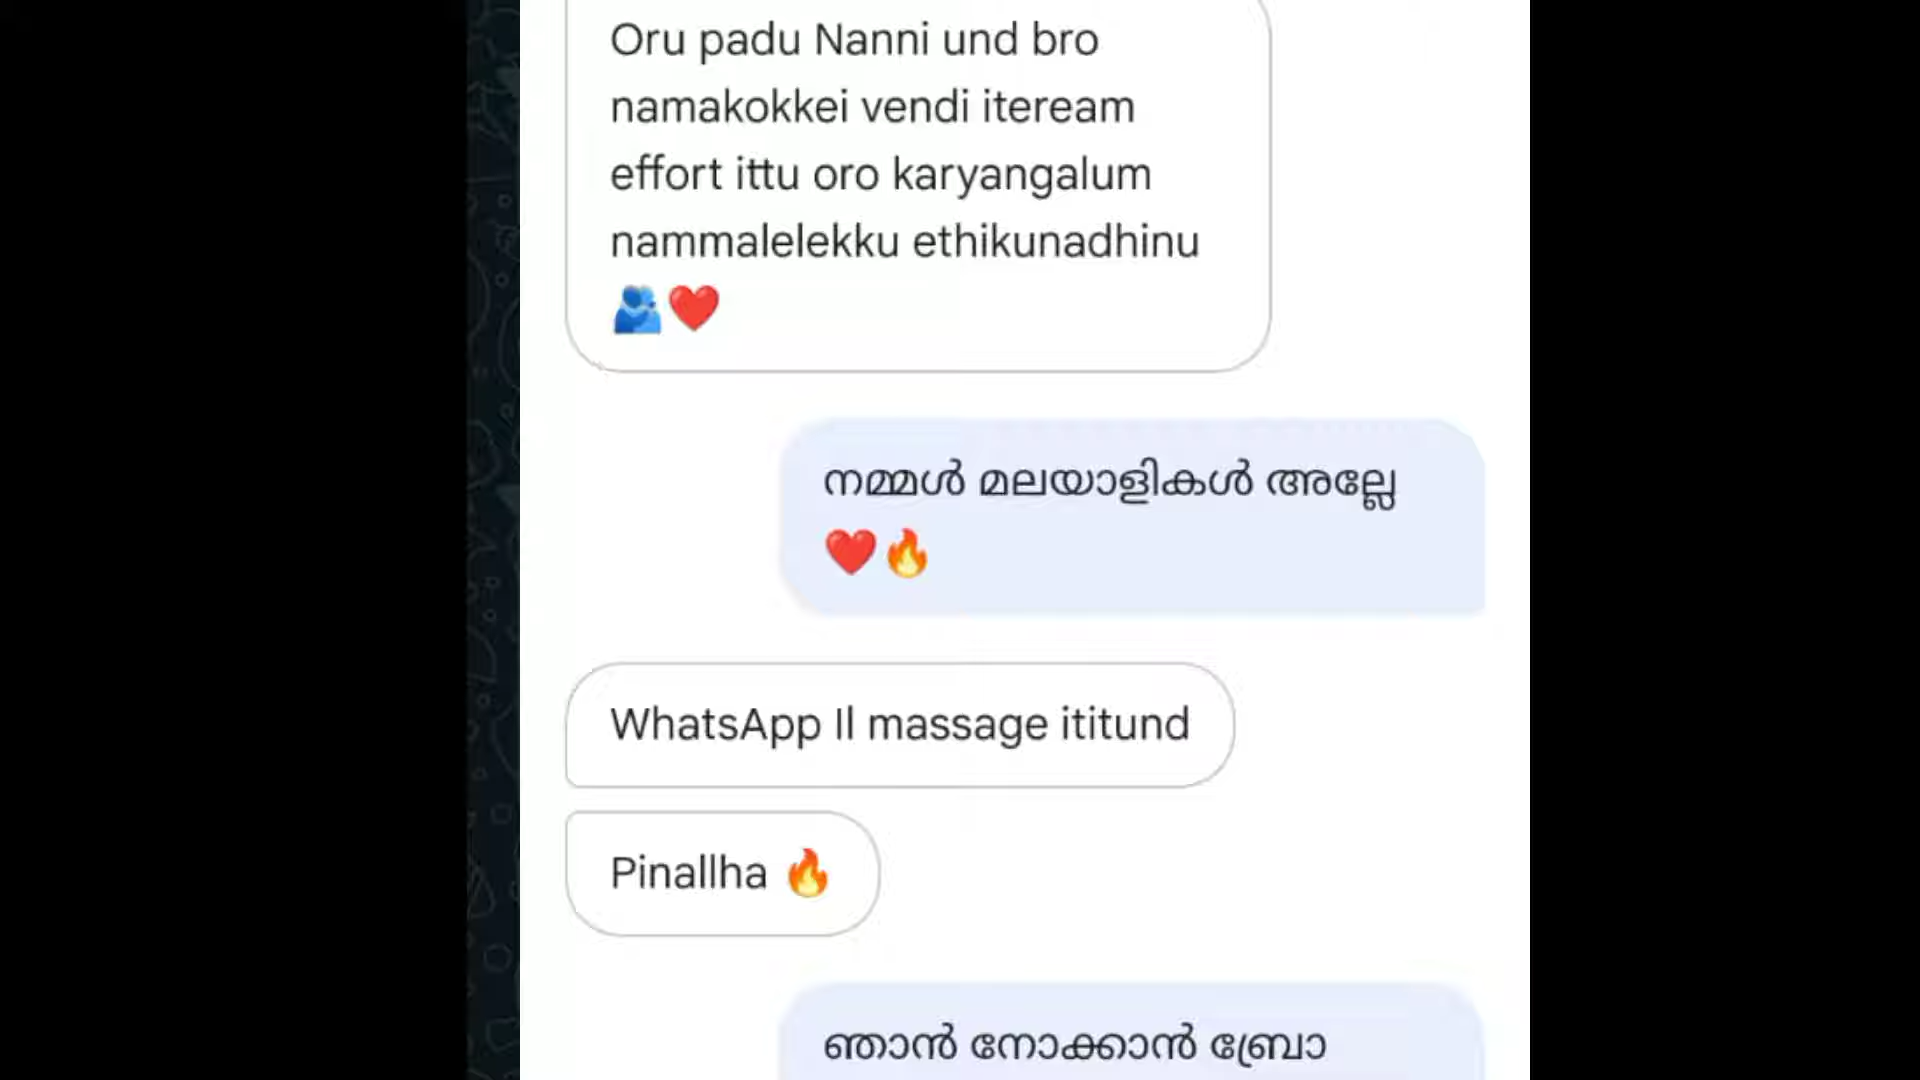 Oru padu Nanni und bro
namakokkei vendi iteream
effort ittu oro karyangalum
nammalelekku ethikunadhinu
🫂❤️
നമ്മൾ മലയാളികൾ അല്ലേ
❤️🔥
WhatsApp Il massage ititund
Pinallha 🔥
ഞാൻ നോക്കാൻ ബ്രോ